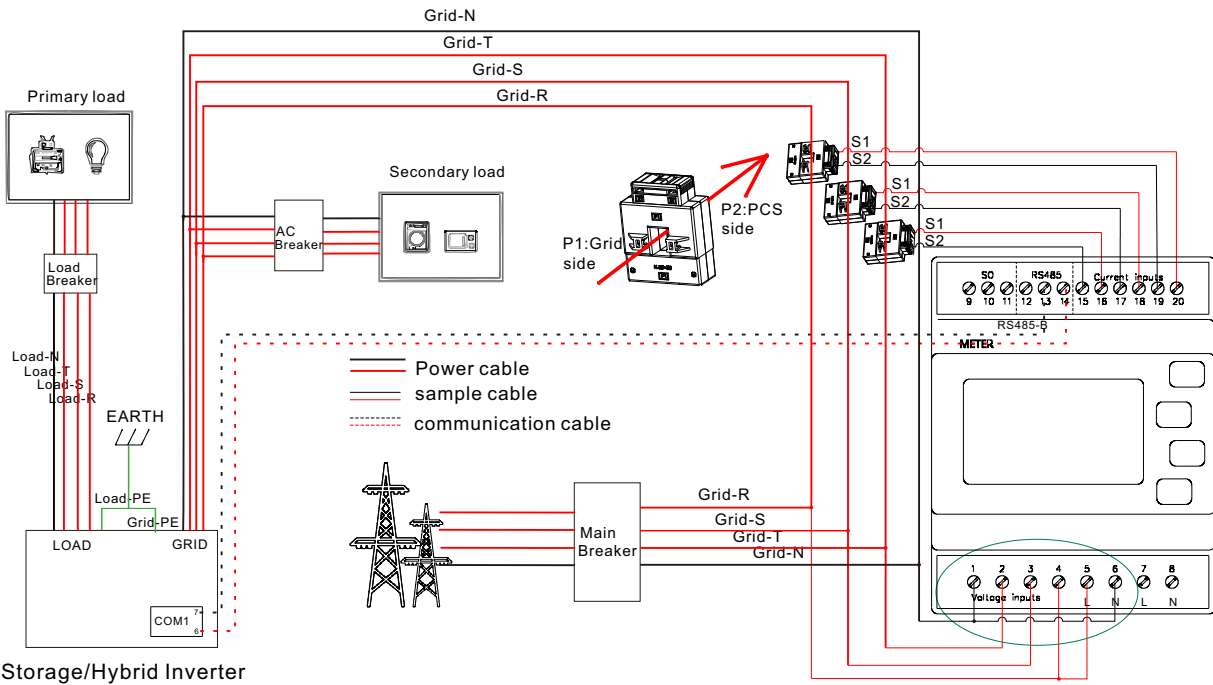 Grid-N
Grid-T
Grid-S
Grid-R
Primary load
S1
S2
Secondary load
S1
S2
P2:PCS
side
P1:Grid
side
S1
S2
AC
Breaker
Load
Breaker
SO
RS485
Current inputs
9 10 11 12 13 14 15 16 17 18 19 20
RS485-B
METER
Load-N
Load-T
Load-S
Load-R
Power cable
sample cable
communication cable
EARTH
Load-PE
Grid-PE
LOAD
GRID
Grid-R
Grid-S
Grid-T
Grid-N
Main
Breaker
1 2 3 4 5 6 7 8
Voltage inputs
L N L N
COM1
7
6
Storage/Hybrid Inverter